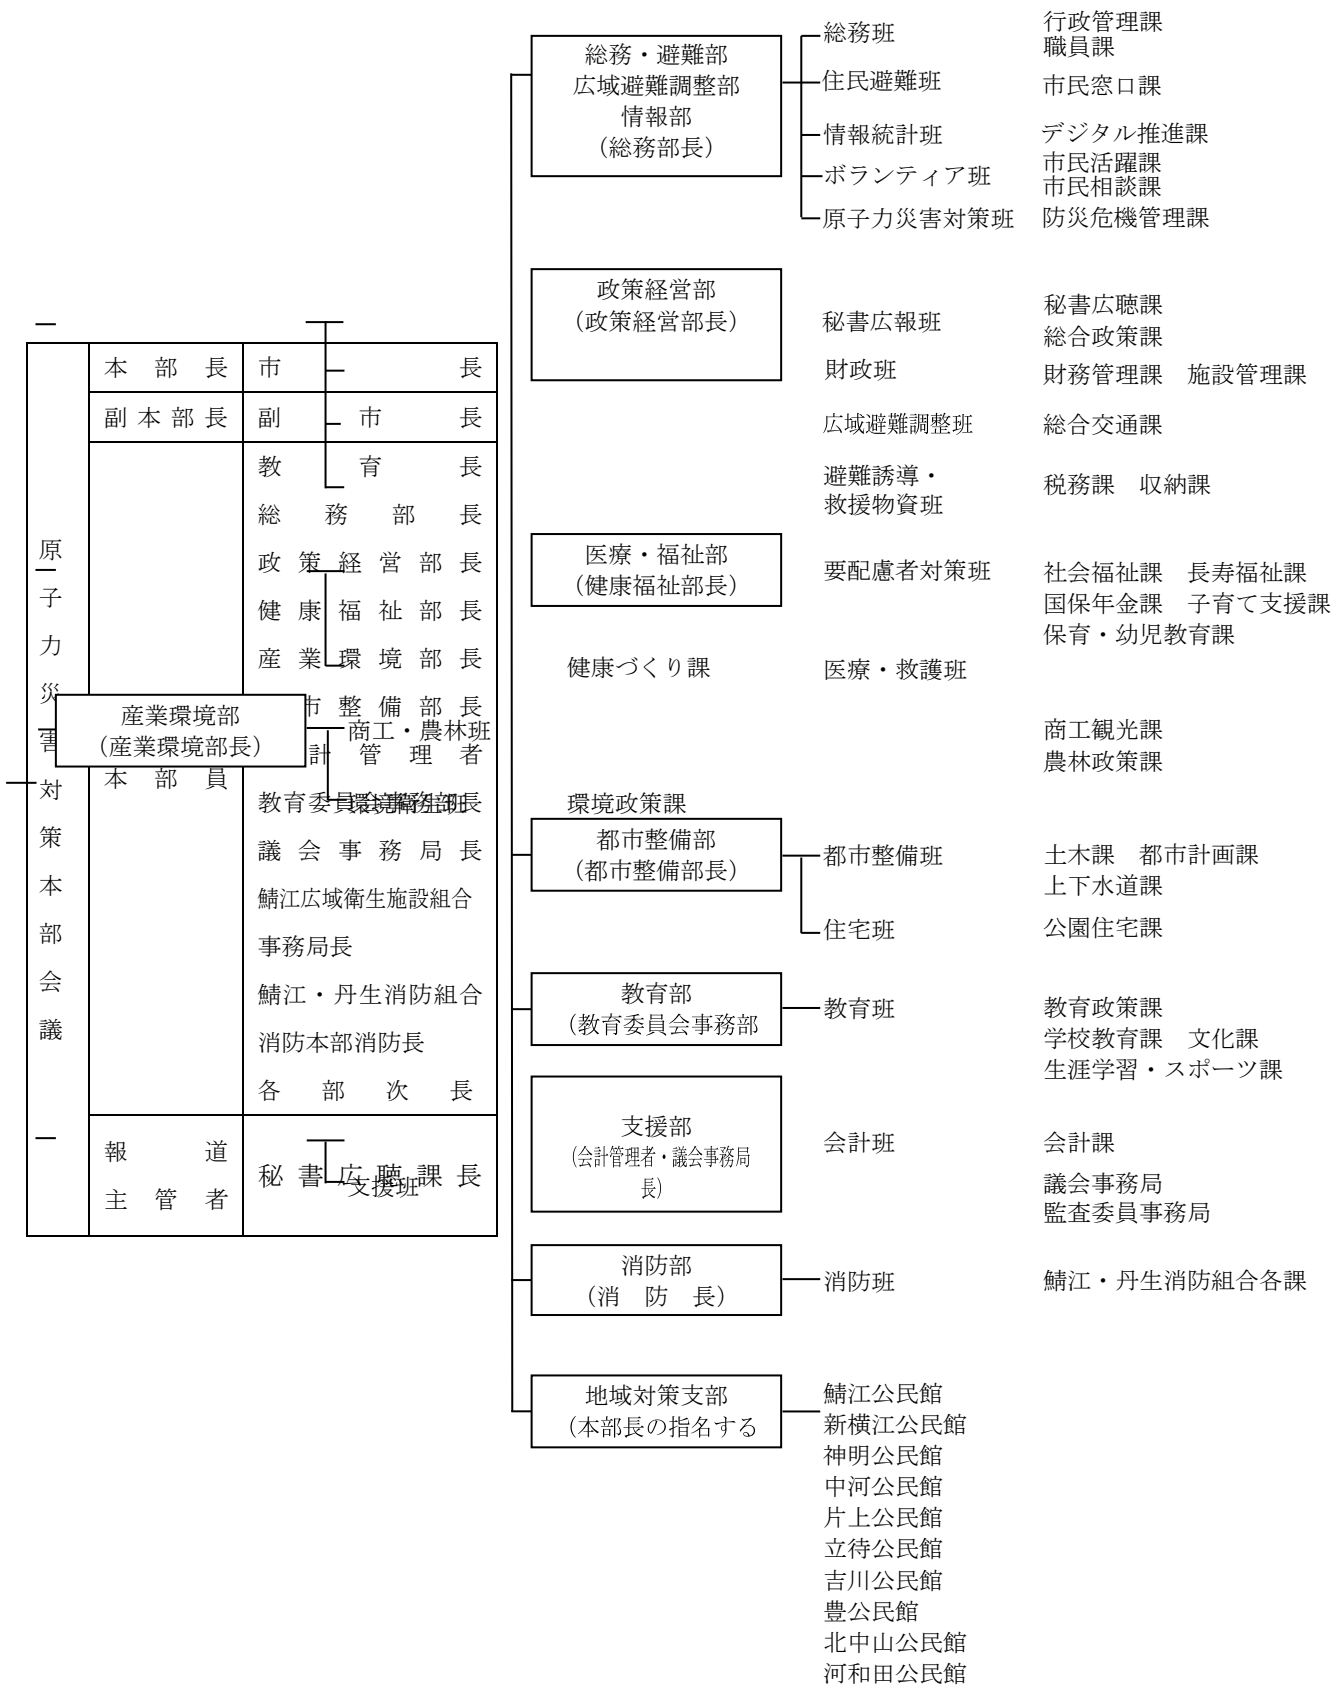 原子力災害対策本部会議
本部長 市長
副本部長 副市長
本部員
教育長
総務部長
政策経営部長
健康福祉部長
産業環境部長
市整備部長
計管理者
教育委員会事務部長
議会事務局長
鯖江広域衛生施設組合
事務局長
鯖江・丹生消防組合
消防本部消防長
各部次長
報道
主管者
秘書広聴課長
総務・避難部
広域避難調整部
情報部
(総務部長)
総務班
行政管理課
職員課
住民避難班 市民窓口課
情報統計班 デジタル推進課
ボランティア班
市民活躍課
市民相談課
原子力災害対策班 防災危機管理課
政策経営部
(政策経営部長)
秘書広報班
秘書広聴課
総合政策課
財政班 財務管理課 施設管理課
広域避難調整班 総合交通課
避難誘導・
救援物資班
税務課 収納課
医療・福祉部
(健康福祉部長)
要配慮者対策班
社会福祉課 長寿福祉課
国保年金課 子育て支援課
保育・幼児教育課
健康づくり課 医療・救護班
産業環境部
(産業環境部長)
商工・農林班
商工観光課
農林政策課
環境衛生班
環境政策課
都市整備部
(都市整備部長)
都市整備班
土木課 都市計画課
上下水道課
住宅班 公園住宅課
教育部
(教育委員会事務部
教育班
教育政策課
学校教育課 文化課
生涯学習・スポーツ課
支援部
(会計管理者・議会事務局
長)
会計班 会計課
支援班
議会事務局
監査委員事務局
消防部
(消 防 長)
消防班 鯖江・丹生消防組合各課
地域対策支部
(本部長の指名する
鯖江公民館
新横江公民館
神明公民館
中河公民館
片上公民館
立待公民館
吉川公民館
豊公民館
北中山公民館
河和田公民館